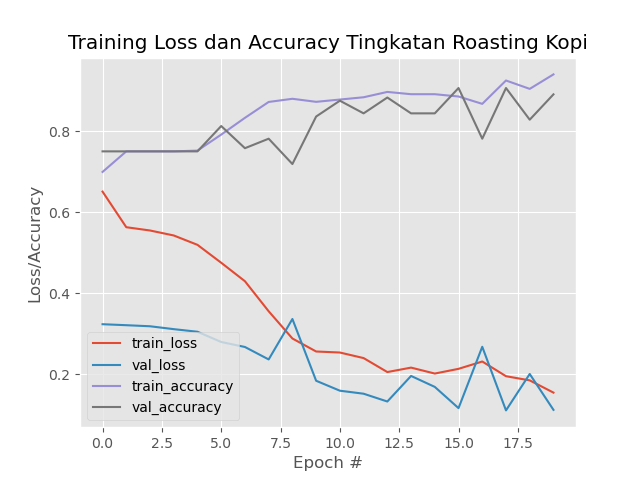 Training Loss dan Accuracy Tingkatan Roasting Kopi
Loss/Accuracy
0.8
0.6
0.4
0.2
train_loss
val_loss
train_accuracy
val_accuracy
0.0 2.5 5.0 7.5 10.0 12.5 15.0 17.5
Epoch #